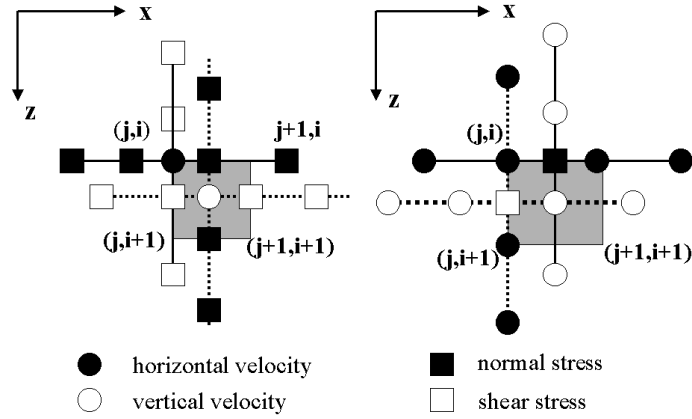 x x
z z
(j,i) j+1,i (j,i)
(j,i+1) (j+1,i+1) (j,i+1) (j+1,i+1)
horizontal velocity normal stress
vertical velocity shear stress